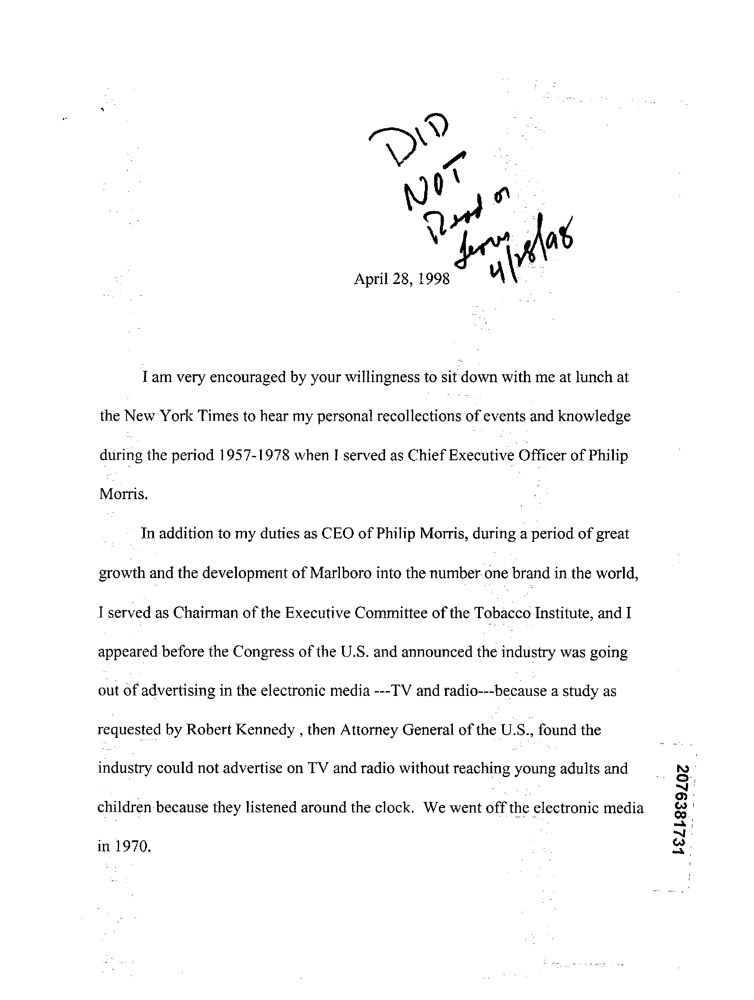 DID
NOT
Read or
4/28/98
April 28, 1998
I am very encouraged by your willingness to sit down with me at lunch at
the New York Times to hear my personal recollections of events and knowledge
during the period 1957-1978 when I served as Chief Executive Officer of Philip
Morris.
In addition to my duties as CEO of Philip Morris, during a period of great
growth and the development of Marlboro into the number one brand in the world,
I served as Chairman of the Executive Committee of the Tobacco Institute, and I
appeared before the Congress of the U.S. and announced the industry was going
out of advertising in the electronic media ---TV and radio---because a study as
requested by Robert Kennedy , then Attorney General of the U.S., found the
industry could not advertise on TV and radio without reaching young adults and
children because they listened around the clock. We went off the electronic media
in 1970.
2076381731